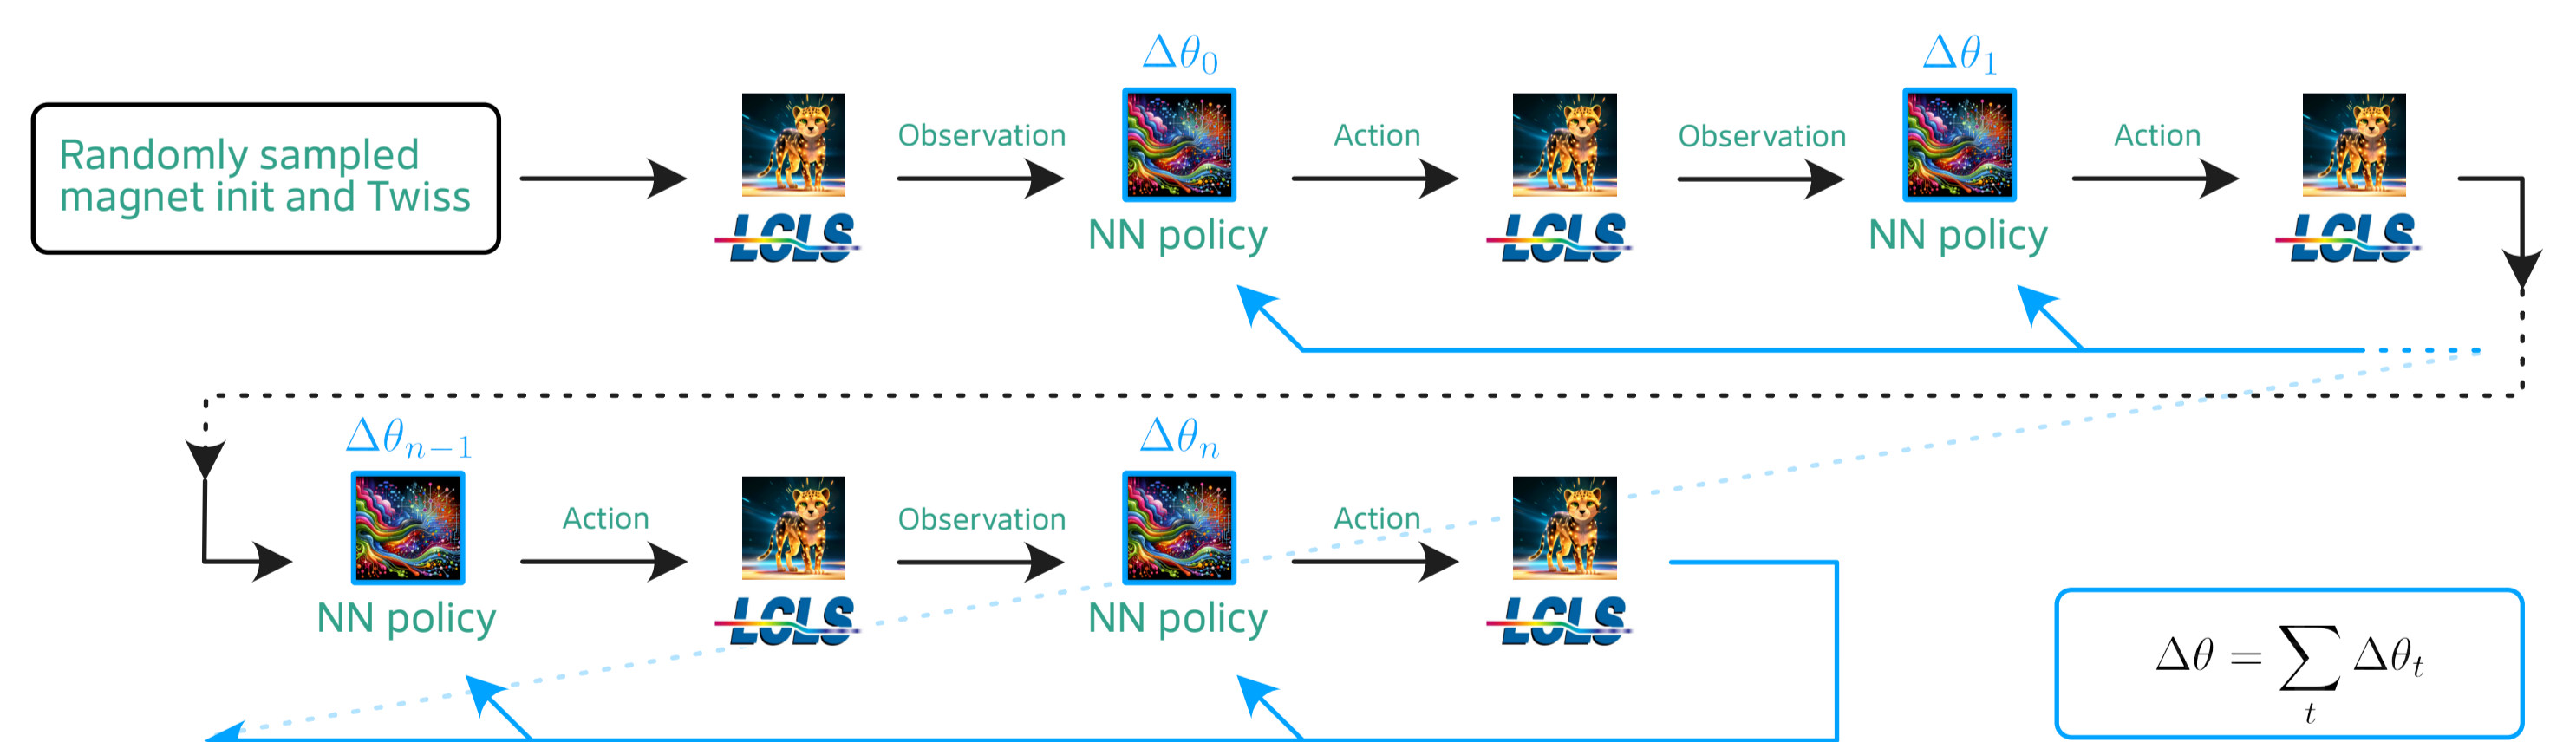 Δθ₀
Δθ₁
Randomly sampled
magnet init and Twiss
Observation
Action
Observation
Action
LCLS
NN policy
LCLS
NN policy
LCLS
Δθₙ₋₁
Δθₙ
Action
Observation
Action
NN policy
LCLS
NN policy
LCLS
Δθ = ∑ₜ Δθₜ